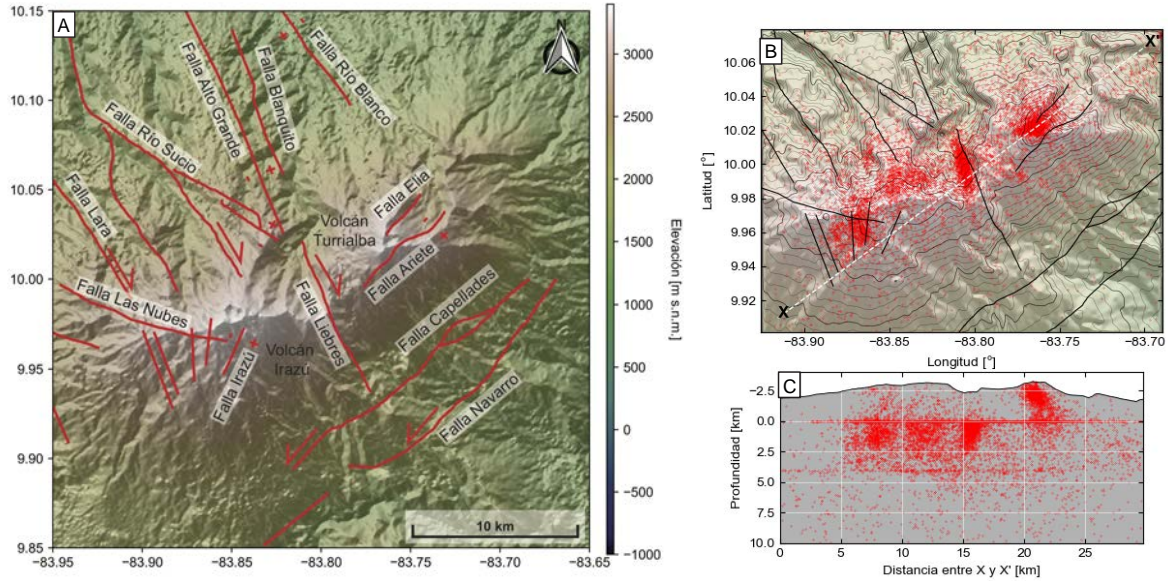 A
N
Falla Río Sucio
Falla Alto Grande
Falla Blanquito
Falla Río Blanco
Falla Lara
Falla Elia
Volcán
Turrialba
Falla Ariete
Falla Las Nubes
Falla Liebres
Falla Capellades
Volcán
Irazú
Falla Irazú
Falla Navarro
10 km
10.15
10.10
10.05
10.00
9.95
9.90
9.85
−83.95
−83.90
−83.85
−83.80
−83.75
−83.70
−83.65
3000
2500
2000
1500
1000
500
0
−500
−1000
Elevación [m s.n.m.]
B
X'
X
10.06
10.04
10.02
10.00
9.98
9.96
9.94
9.92
Latitud [°]
−83.90
−83.85
−83.80
−83.75
−83.70
Longitud [°]
C
−2.5
0.0
2.5
5.0
7.5
10.0
Profundidad [km]
0
5
10
15
20
25
Distancia entre X y X' [km]